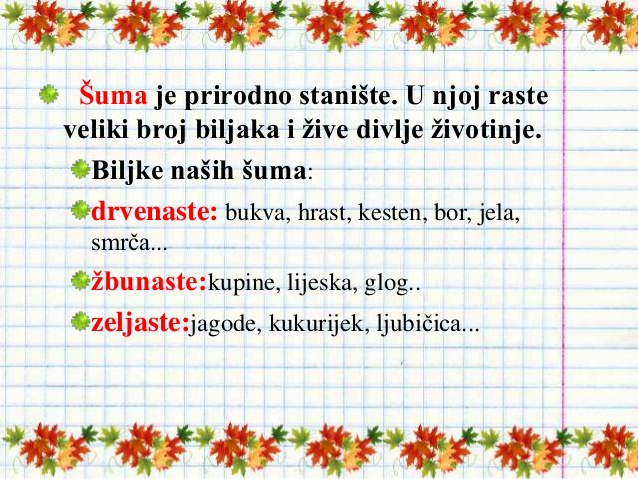 Šuma je prirodno stanište. U njoj raste
veliki broj biljaka i žive divlje životinje.
Biljke naših šuma:
drvenaste: bukva, hrast, kesten, bor, jela,
smrča...
žbunaste:kupine, lijeska, glog..
zeljaste:jagode, kukurijek, ljubičica...